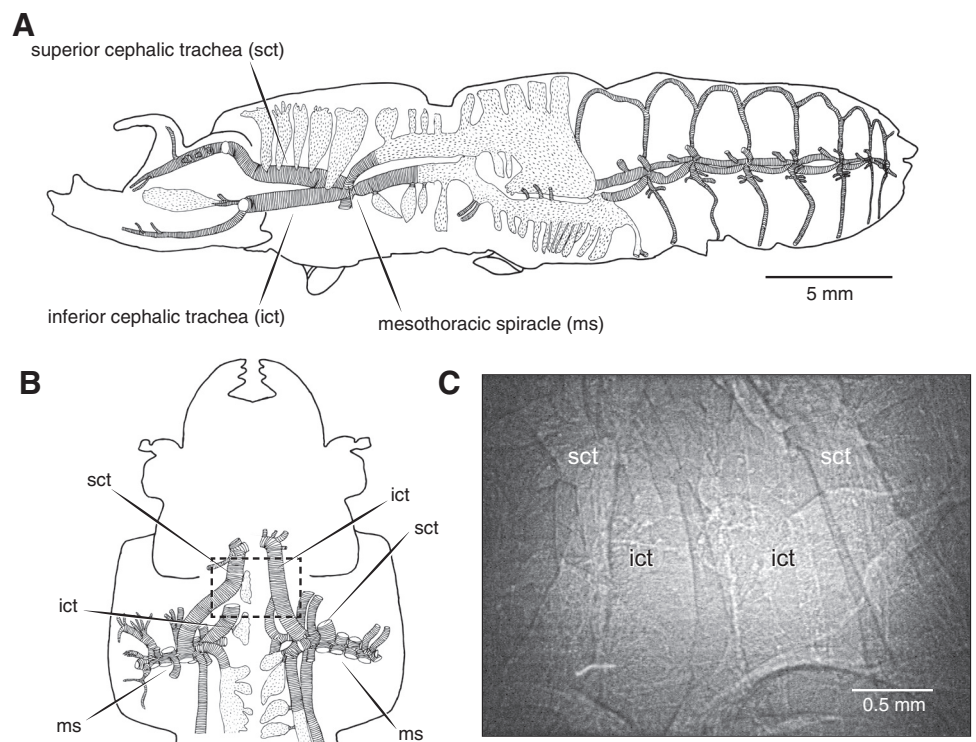 A
superior cephalic trachea (sct)
inferior cephalic trachea (ict)
mesothoracic spiracle (ms)
5 mm
B
sct
ict
sct
ict
ms
ms
C
sct
sct
ict
ict
0.5 mm